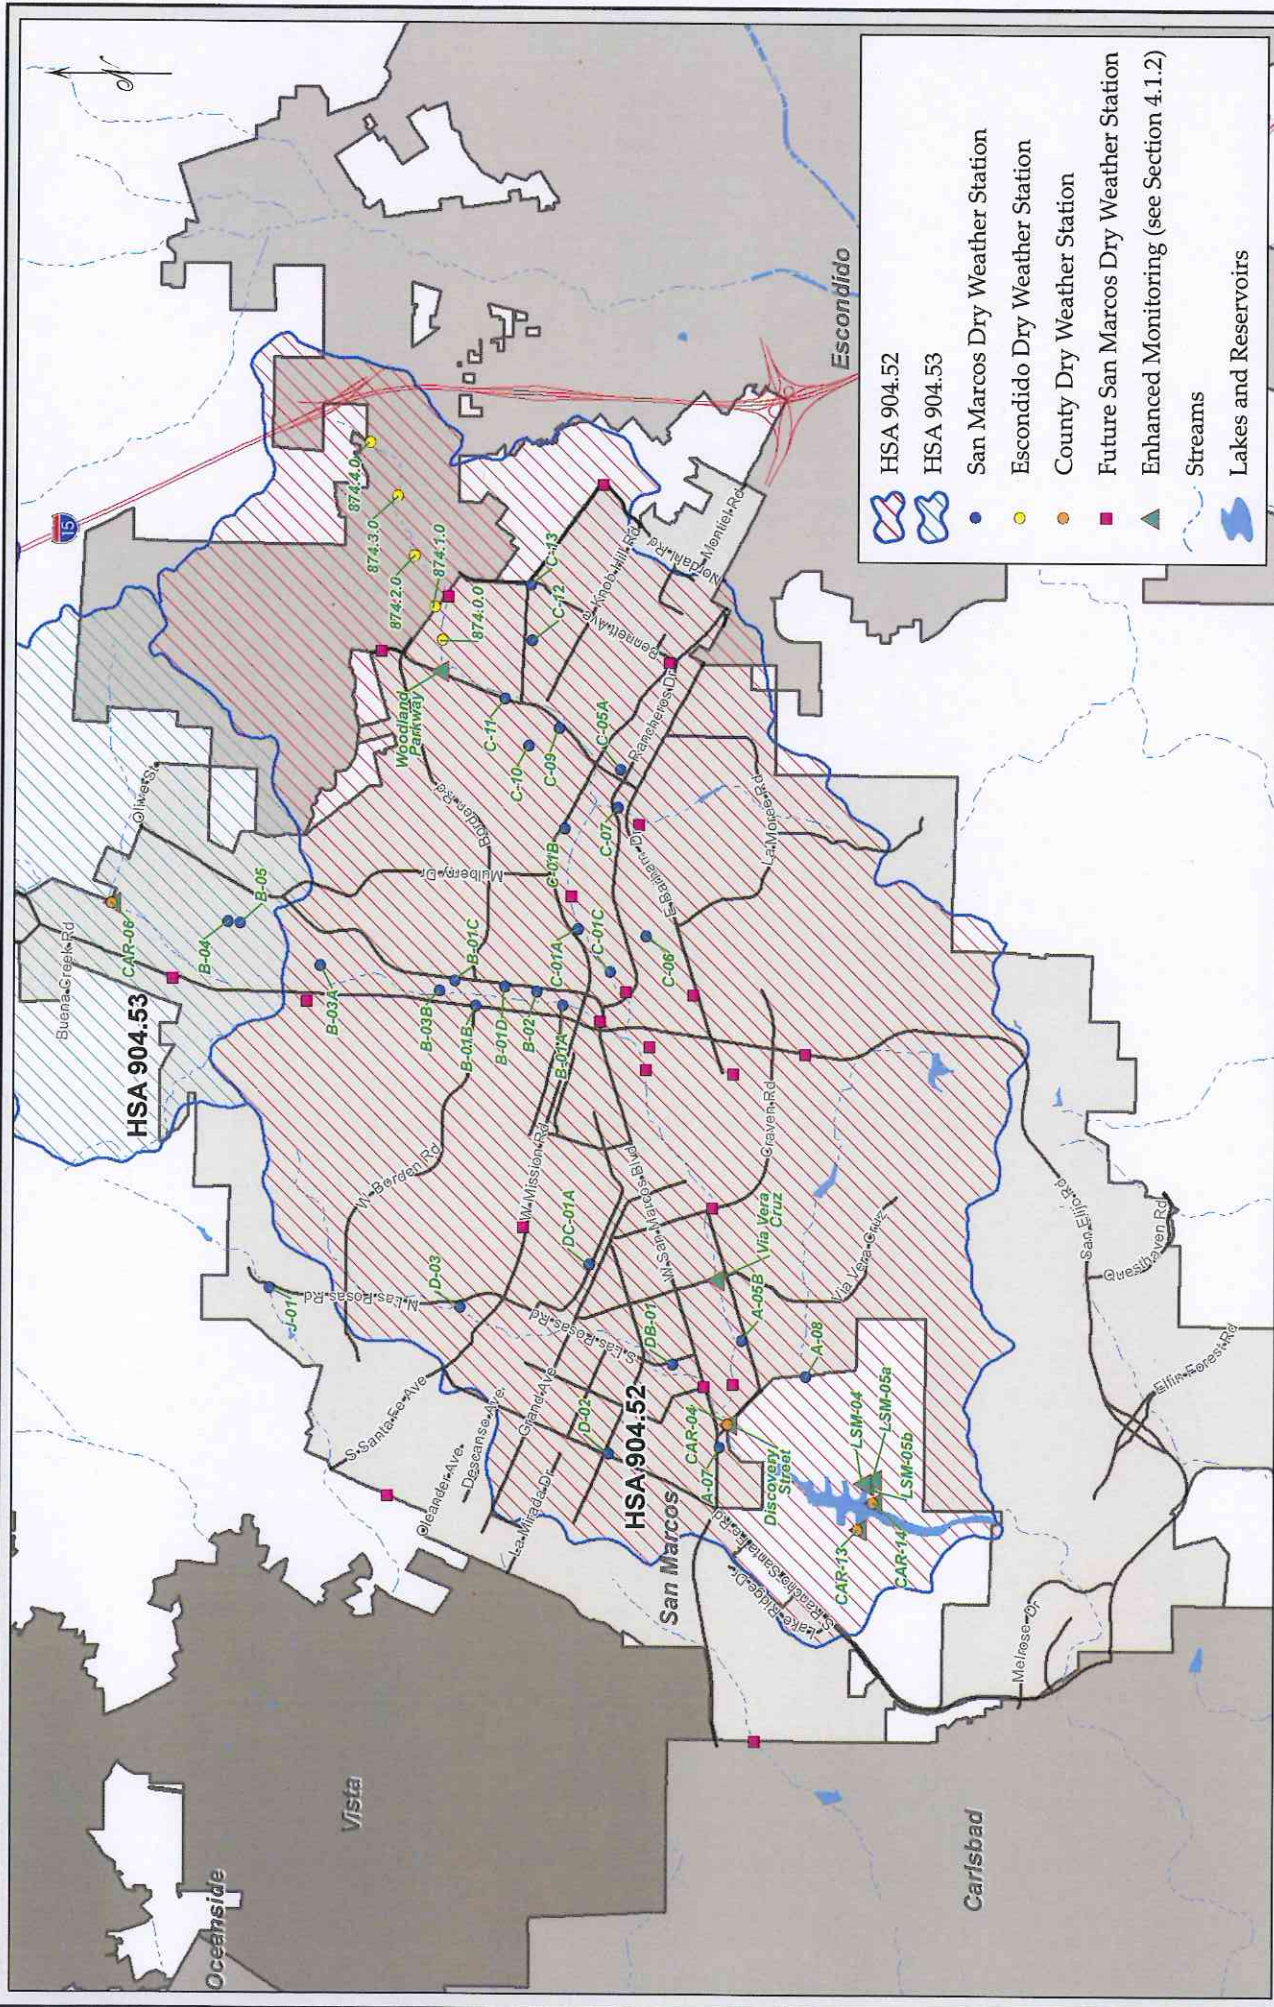 N
15
HSA 904.52
HSA 904.53
San Marcos Dry Weather Station
Escondido Dry Weather Station
County Dry Weather Station
Future San Marcos Dry Weather Station
Enhanced Monitoring (see Section 4.1.2)
Streams
Lakes and Reservoirs
Oceanside
Vista
Carlsbad
San Marcos
Escondido
HSA 904.53
HSA 904.52
Buena Creek Rd
CAR-06
B-04
B-05
Olive St
B-03A
B-03B
B-01C
B-01B
B-01D
B-02
B-01A
Mulberry Dr
Borden Rd
Woodland
Parkway
874.4.0
874.3.0
874.2.0
874.1.0
874.0.0
C-13
C-12
C-11
C-10
C-09
C-05A
C-07
C-01B
C-01A
C-01C
C-06
Knob Hill Rd
Bennett Ave
Nordahl Rd
Montiel Rd
Rancheros Dr
E Barham Dr
La Moree Rd
J-01
N Las Posas Rd
D-03
W Borden Rd
W Mission Rd
DC-01A
S Las Posas Rd
DB-01
W San Marcos Blvd
Via Vera
Cruz
Craven Rd
Via Vera Cruz
A-05B
A-08
S Santa Fe Ave
Oleander Ave
Descanso Ave
Grand Ave
La Mirada Dr
D-02
CAR-04
A-07
Discovery
Street
LSM-04
LSM-05a
LSM-05b
CAR-13
CAR-14
S Rancho Santa Fe Rd
Lake Ridge Dr
Melrose Dr
San Elijo Rd
Questhaven Rd
Elfin Forest Rd